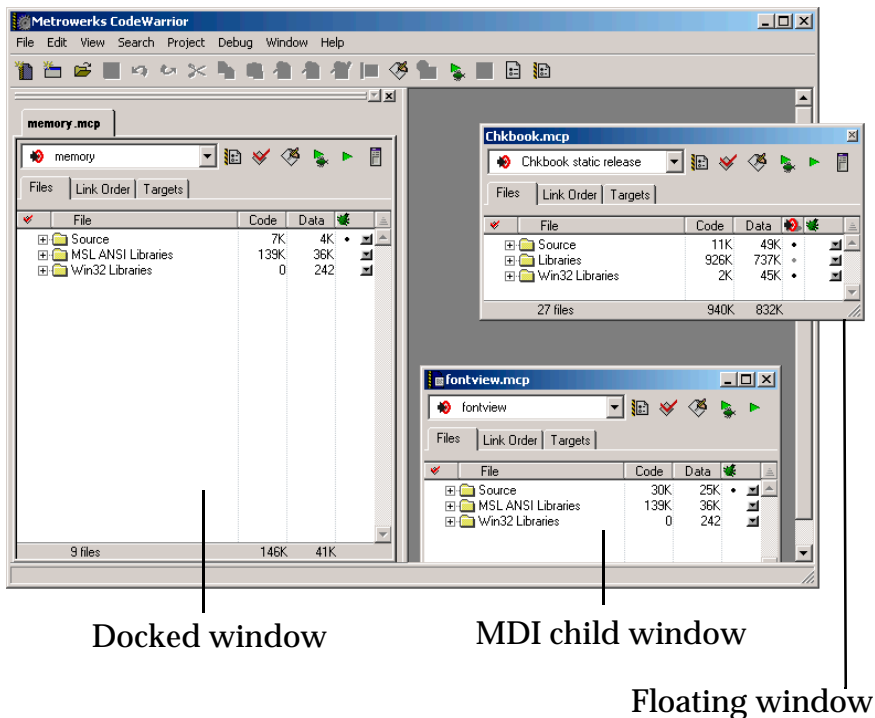 Metrowerks CodeWarrior
File Edit View Search Project Debug Window Help
memory.mcp
memory
Files Link Order Targets
File Code Data
Source 7K 4K
MSL ANSI Libraries 139K 36K
Win32 Libraries 0 242
9 files 146K 41K
Chkbook.mcp
Chkbook static release
Files Link Order Targets
File Code Data
Source 11K 49K
Libraries 926K 737K
Win32 Libraries 2K 45K
27 files 940K 832K
fontview.mcp
fontview
Files Link Order Targets
File Code Data
Source 30K 25K
MSL ANSI Libraries 139K 36K
Win32 Libraries 0 242
Docked window
MDI child window
Floating window